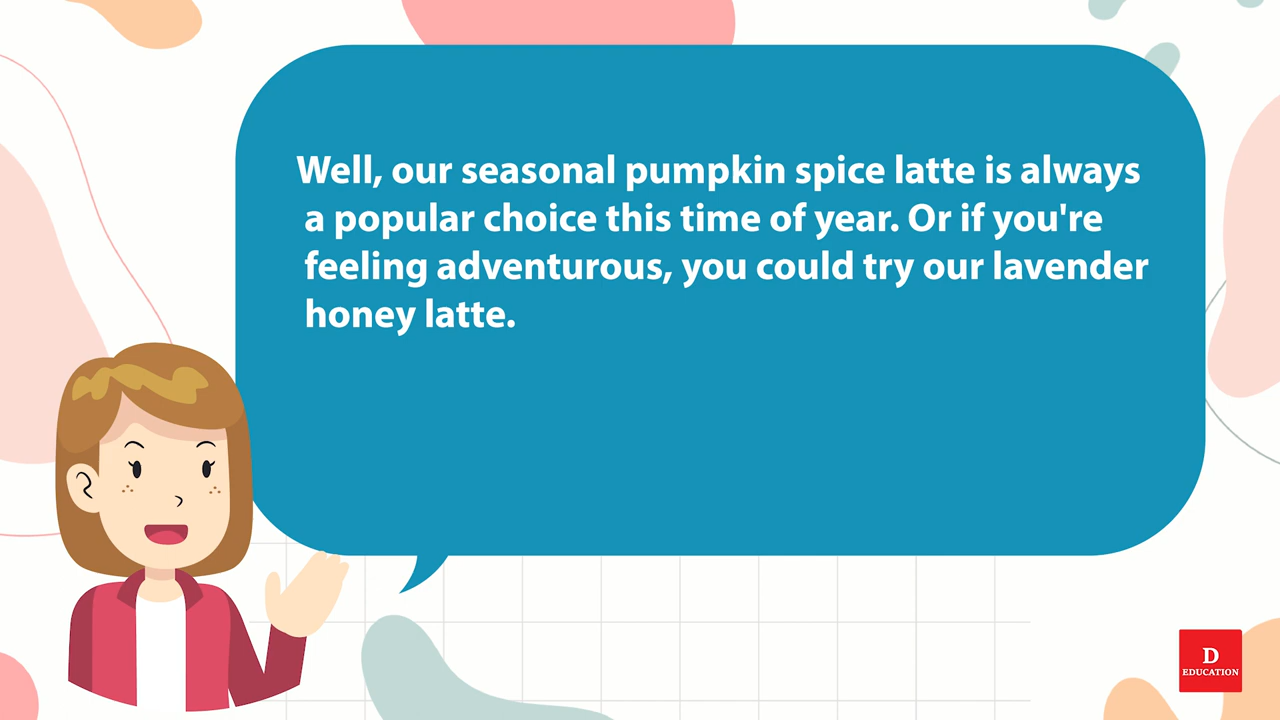 Well, our seasonal pumpkin spice latte is always
a popular choice this time of year. Or if you're
feeling adventurous, you could try our lavender
honey latte.
D
EDUCATION